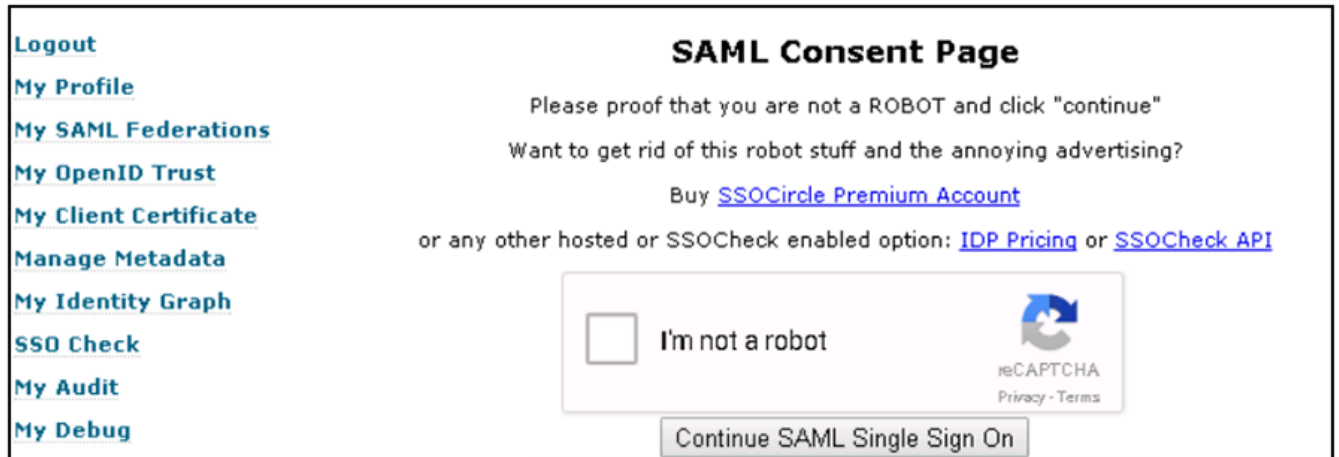 Logout
My Profile
My SAML Federations
My OpenID Trust
My Client Certificate
Manage Metadata
My Identity Graph
SSO Check
My Audit
My Debug
SAML Consent Page
Please proof that you are not a ROBOT and click "continue"
Want to get rid of this robot stuff and the annoying advertising?
Buy SSOCircle Premium Account
or any other hosted or SSOCheck enabled option: IDP Pricing or SSOCheck API
I'm not a robot
reCAPTCHA
Privacy - Terms
Continue SAML Single Sign On